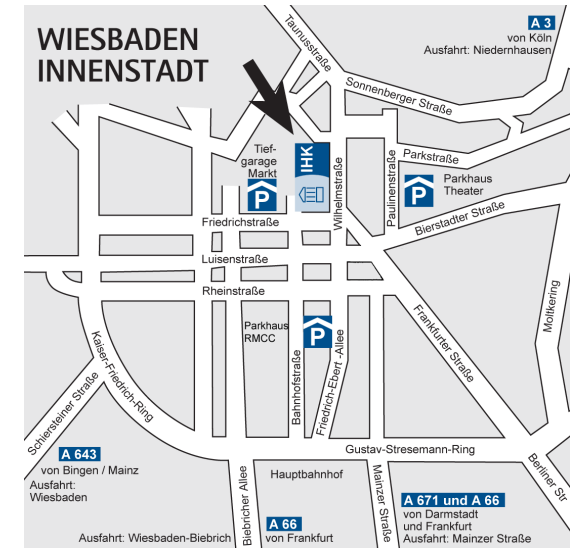 WIESBADEN
INNENSTADT
Taunusstraße
A 3
von Köln
Ausfahrt: Niedernhausen
Sonnenberger Straße
Tief-
garage
Markt
P
IHK
Wilhelmstraße
Paulinenstraße
Parkstraße
P
Parkhaus
Theater
Friedrichstraße
Bierstadter Straße
Luisenstraße
Rheinstraße
Moltkering
Parkhaus
RMCC
P
Frankfurter Straße
Kaiser-Friedrich-Ring
Bahnhofstraße
Friedrich-Ebert -Allee
Schiersteiner Straße
Gustav-Stresemann-Ring
A 643
von Bingen / Mainz
Ausfahrt:
Wiesbaden
Berliner Str
Hauptbahnhof
Biebricher Allee
Mainzer Straße
A 671 und A 66
von Darmstadt
und Frankfurt
Ausfahrt: Mainzer Straße
A 66
von Frankfurt
Ausfahrt: Wiesbaden-Biebrich